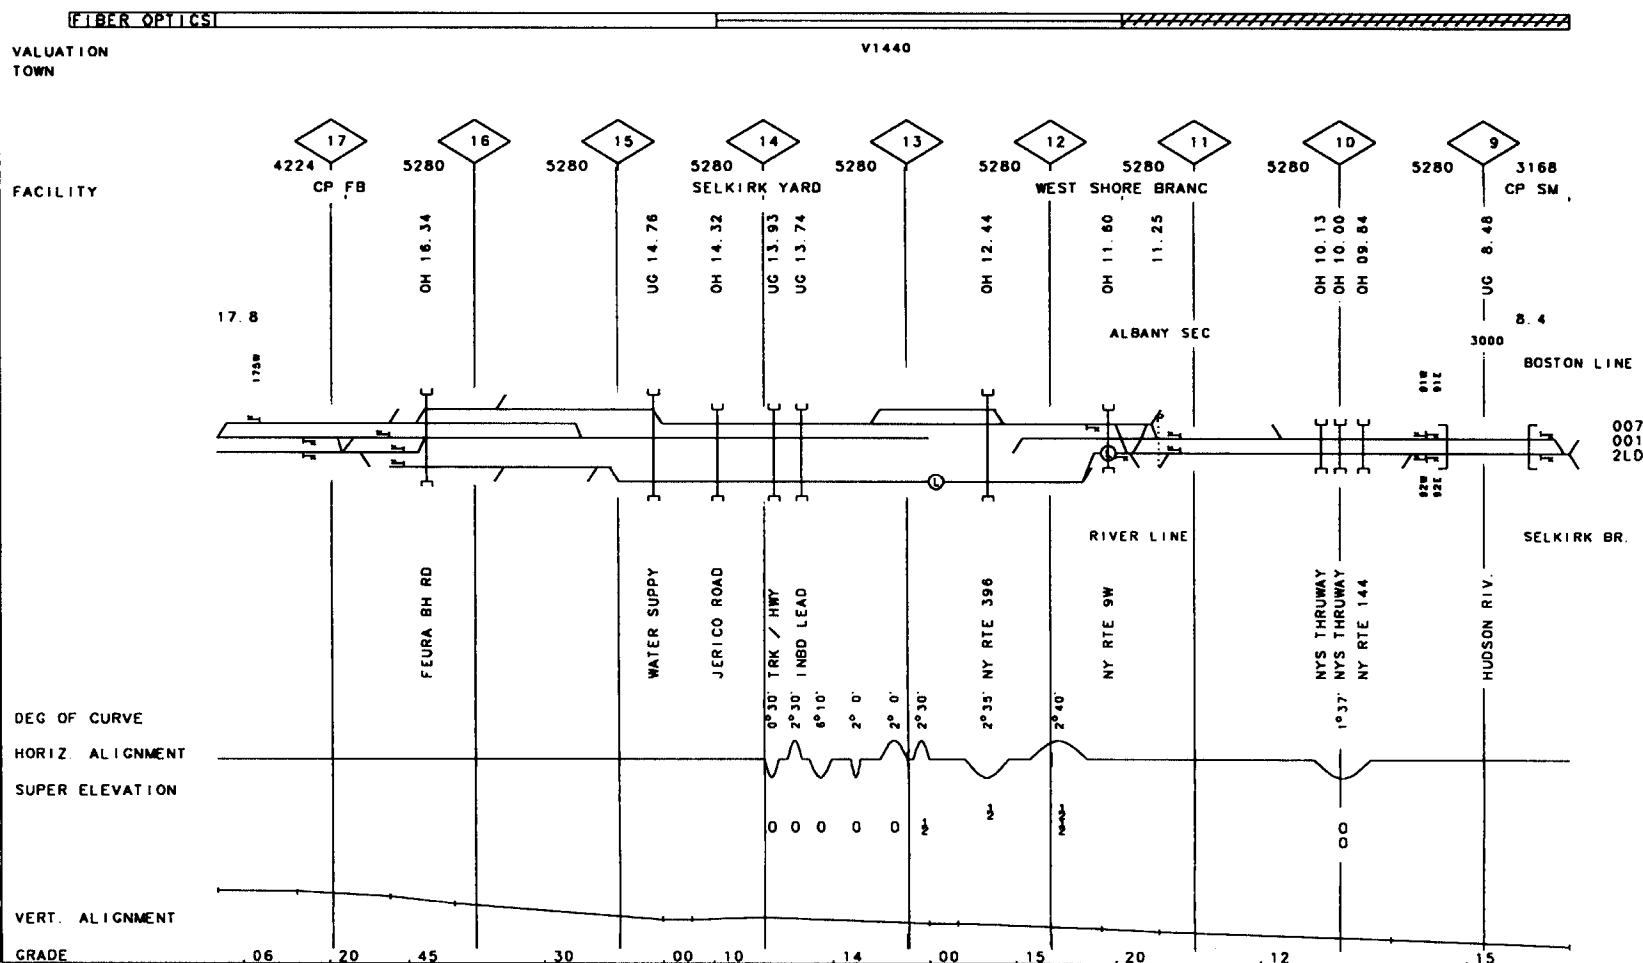 FIBER OPTICS
VALUATION V1440
TOWN
17 16 15 14 13 12 11 10 9
4224 5280 5280 5280 5280 5280 5280 5280 5280 3168
FACILITY CP FB SELKIRK YARD WEST SHORE BRANC CP SM
OH 16.34
UG 14.76
OH 14.32
UG 13.93
UG 13.74
OH 12.44
OH 11.60
11.25
OH 10.13
OH 10.00
OH 09.84
UG 8.48
17.8 8.4
ALBANY SEC
3000
BOSTON LINE
175W
91W
91E
007
001
2LD
L
L
92W
92E
RIVER LINE
SELKIRK BR.
FEURA BH RD
WATER SUPPY
JERICO ROAD
TRK / HWY
INBD LEAD
NY RTE 396
NY RTE 9W
NYS THRUWAY
NYS THRUWAY
NY RTE 144
HUDSON RIV.
DEG OF CURVE 0°30' 2°30' 6°10' 2° 0' 2° 0' 2°30' 2°35' 2°40' 1°37'
HORIZ. ALIGNMENT
SUPER ELEVATION
0 0 0 0 0 0 0
VERT. ALIGNMENT
GRADE .06 .20 .45 .30 .00 .10 .14 .00 .15 .20 .12 .15